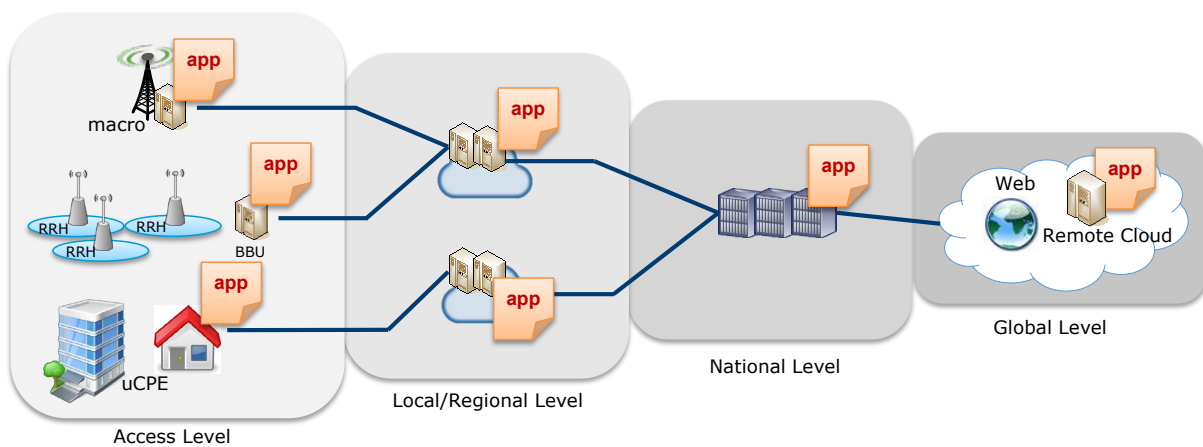 app
macro
app
RRH
RRH
RRH
BBU
app
uCPE
Access Level
app
app
Local/Regional Level
app
National Level
app
Web
Remote Cloud
Global Level